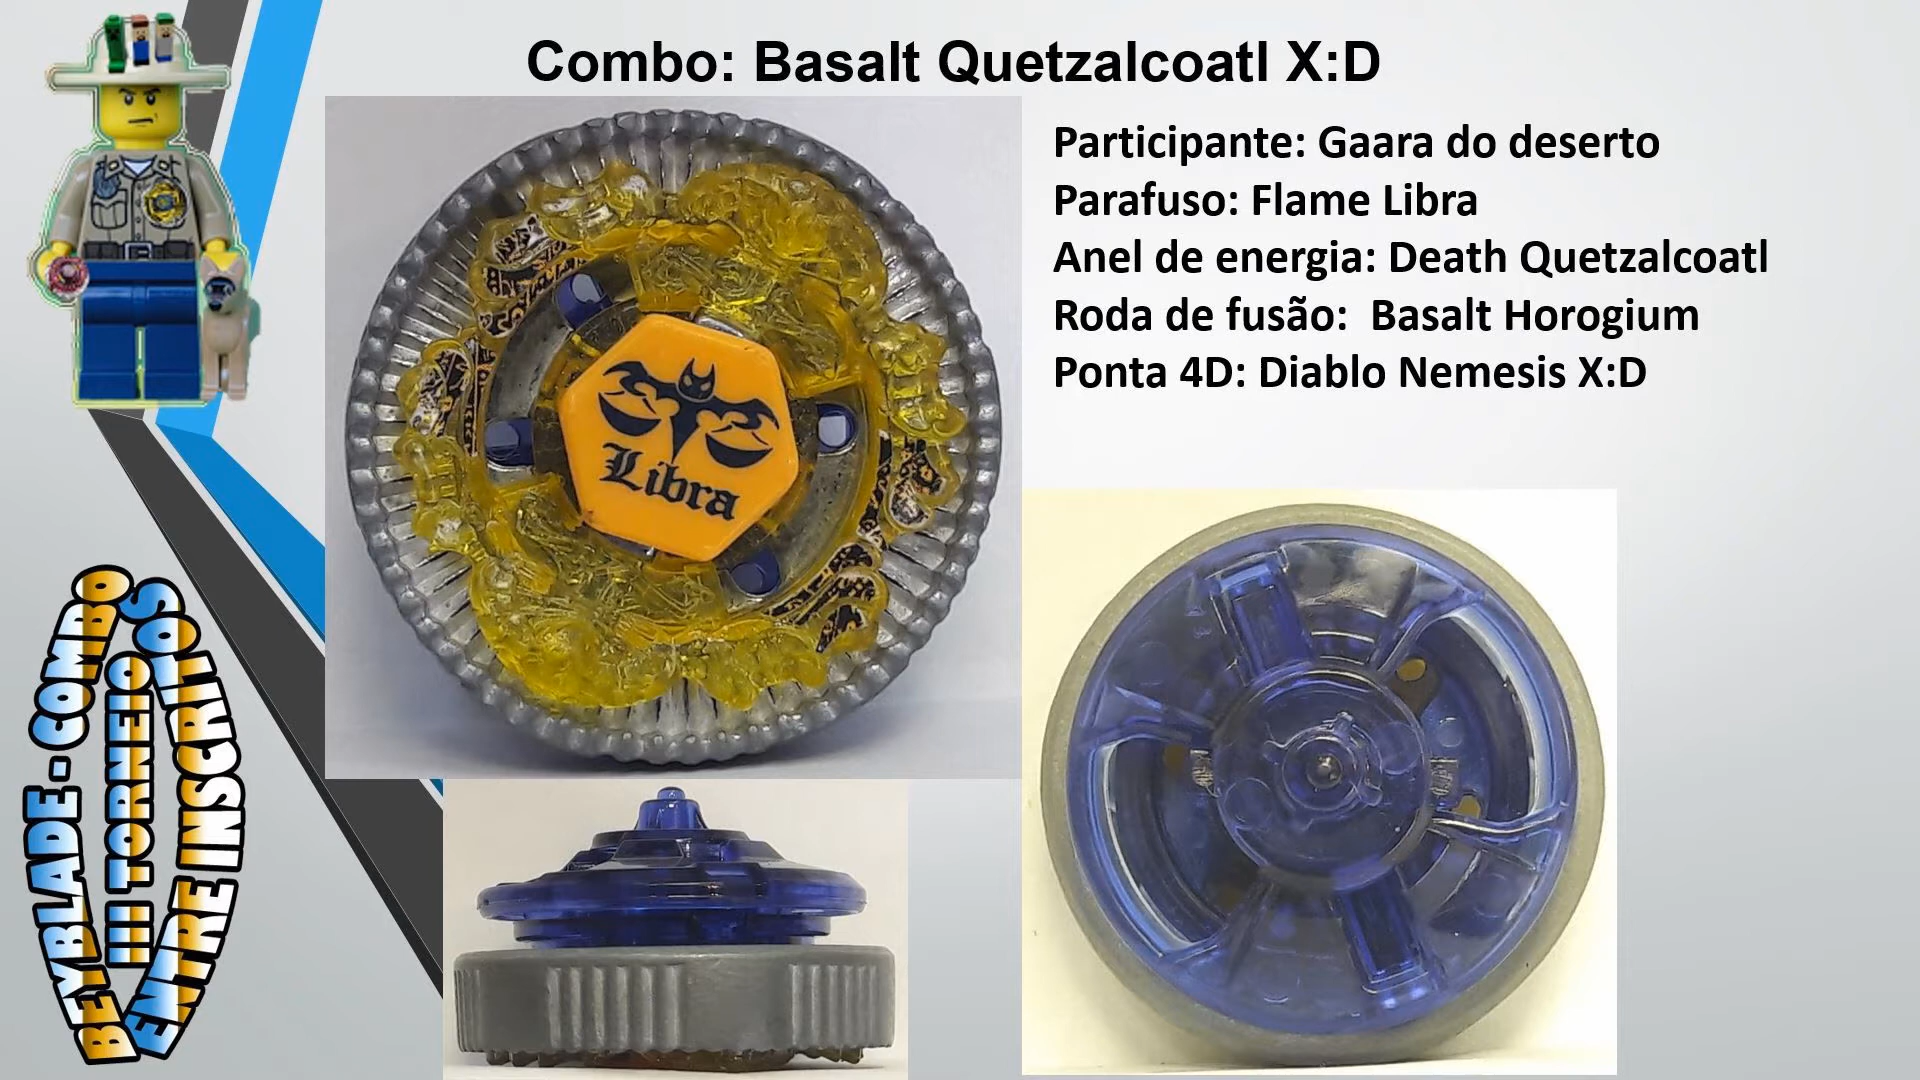 Combo: Basalt Quetzalcoatl X:D
Participante: Gaara do deserto
Parafuso: Flame Libra
Anel de energia: Death Quetzalcoatl
Roda de fusão:  Basalt Horogium
Ponta 4D: Diablo Nemesis X:D
Libra
BEYBLADE - COMBO
III TORNEIO
ENTRE INSCRITOS